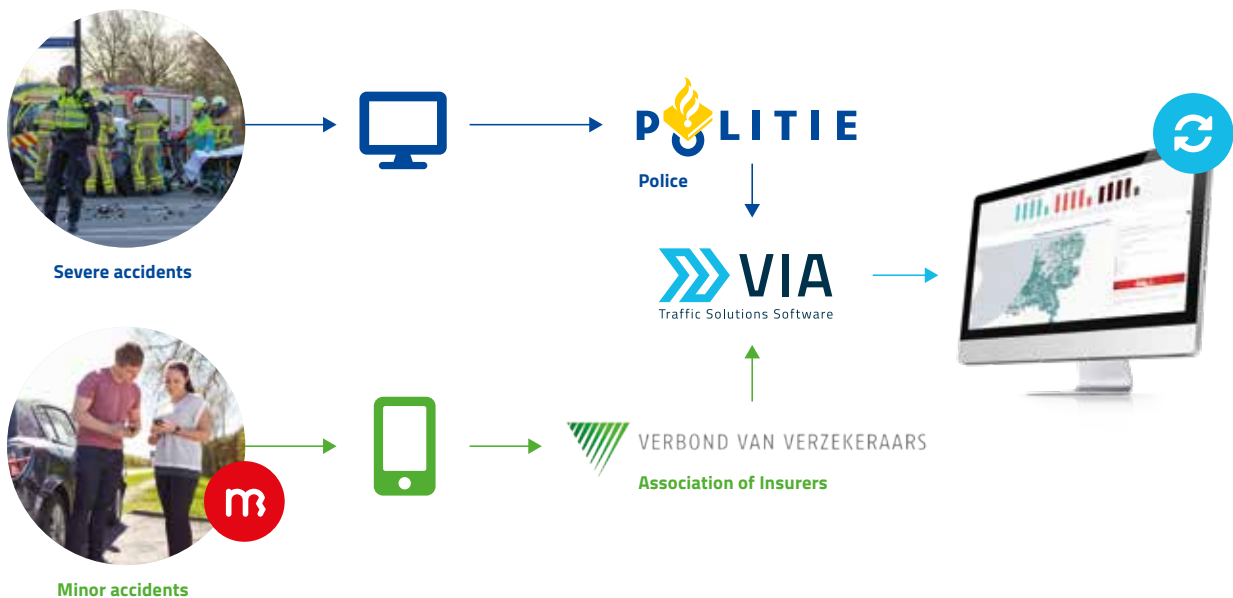 POLITIE
Police
Severe accidents
VIA
Traffic Solutions Software
VERBOND VAN VERZEKERAARS
Association of Insurers
Minor accidents